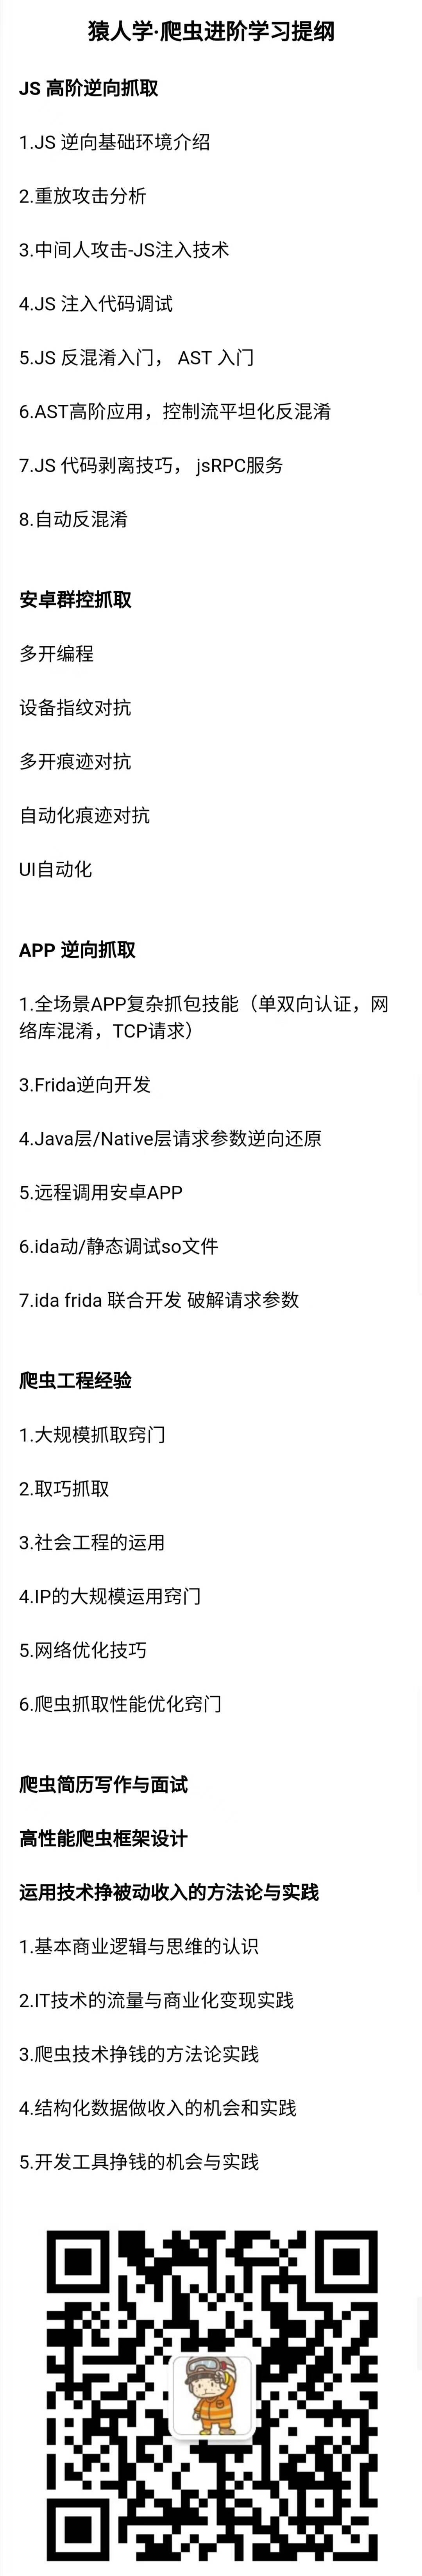 猿人学·爬虫进阶学习提纲
JS 高阶逆向抓取
1.JS 逆向基础环境介绍
2.重放攻击分析
3.中间人攻击-JS注入技术
4.JS 注入代码调试
5.JS 反混淆入门， AST 入门
6.AST高阶应用，控制流平坦化反混淆
7.JS 代码剥离技巧， jsRPC服务
8.自动反混淆
安卓群控抓取
多开编程
设备指纹对抗
多开痕迹对抗
自动化痕迹对抗
UI自动化
APP 逆向抓取
1.全场景APP复杂抓包技能（单双向认证，网
络库混淆，TCP请求）
3.Frida逆向开发
4.Java层/Native层请求参数逆向还原
5.远程调用安卓APP
6.ida动/静态调试so文件
7.ida frida 联合开发 破解请求参数
爬虫工程经验
1.大规模抓取窍门
2.取巧抓取
3.社会工程的运用
4.IP的大规模运用窍门
5.网络优化技巧
6.爬虫抓取性能优化窍门
爬虫简历写作与面试
高性能爬虫框架设计
运用技术挣被动收入的方法论与实践
1.基本商业逻辑与思维的认识
2.IT技术的流量与商业化变现实践
3.爬虫技术挣钱的方法论实践
4.结构化数据做收入的机会和实践
5.开发工具挣钱的机会与实践